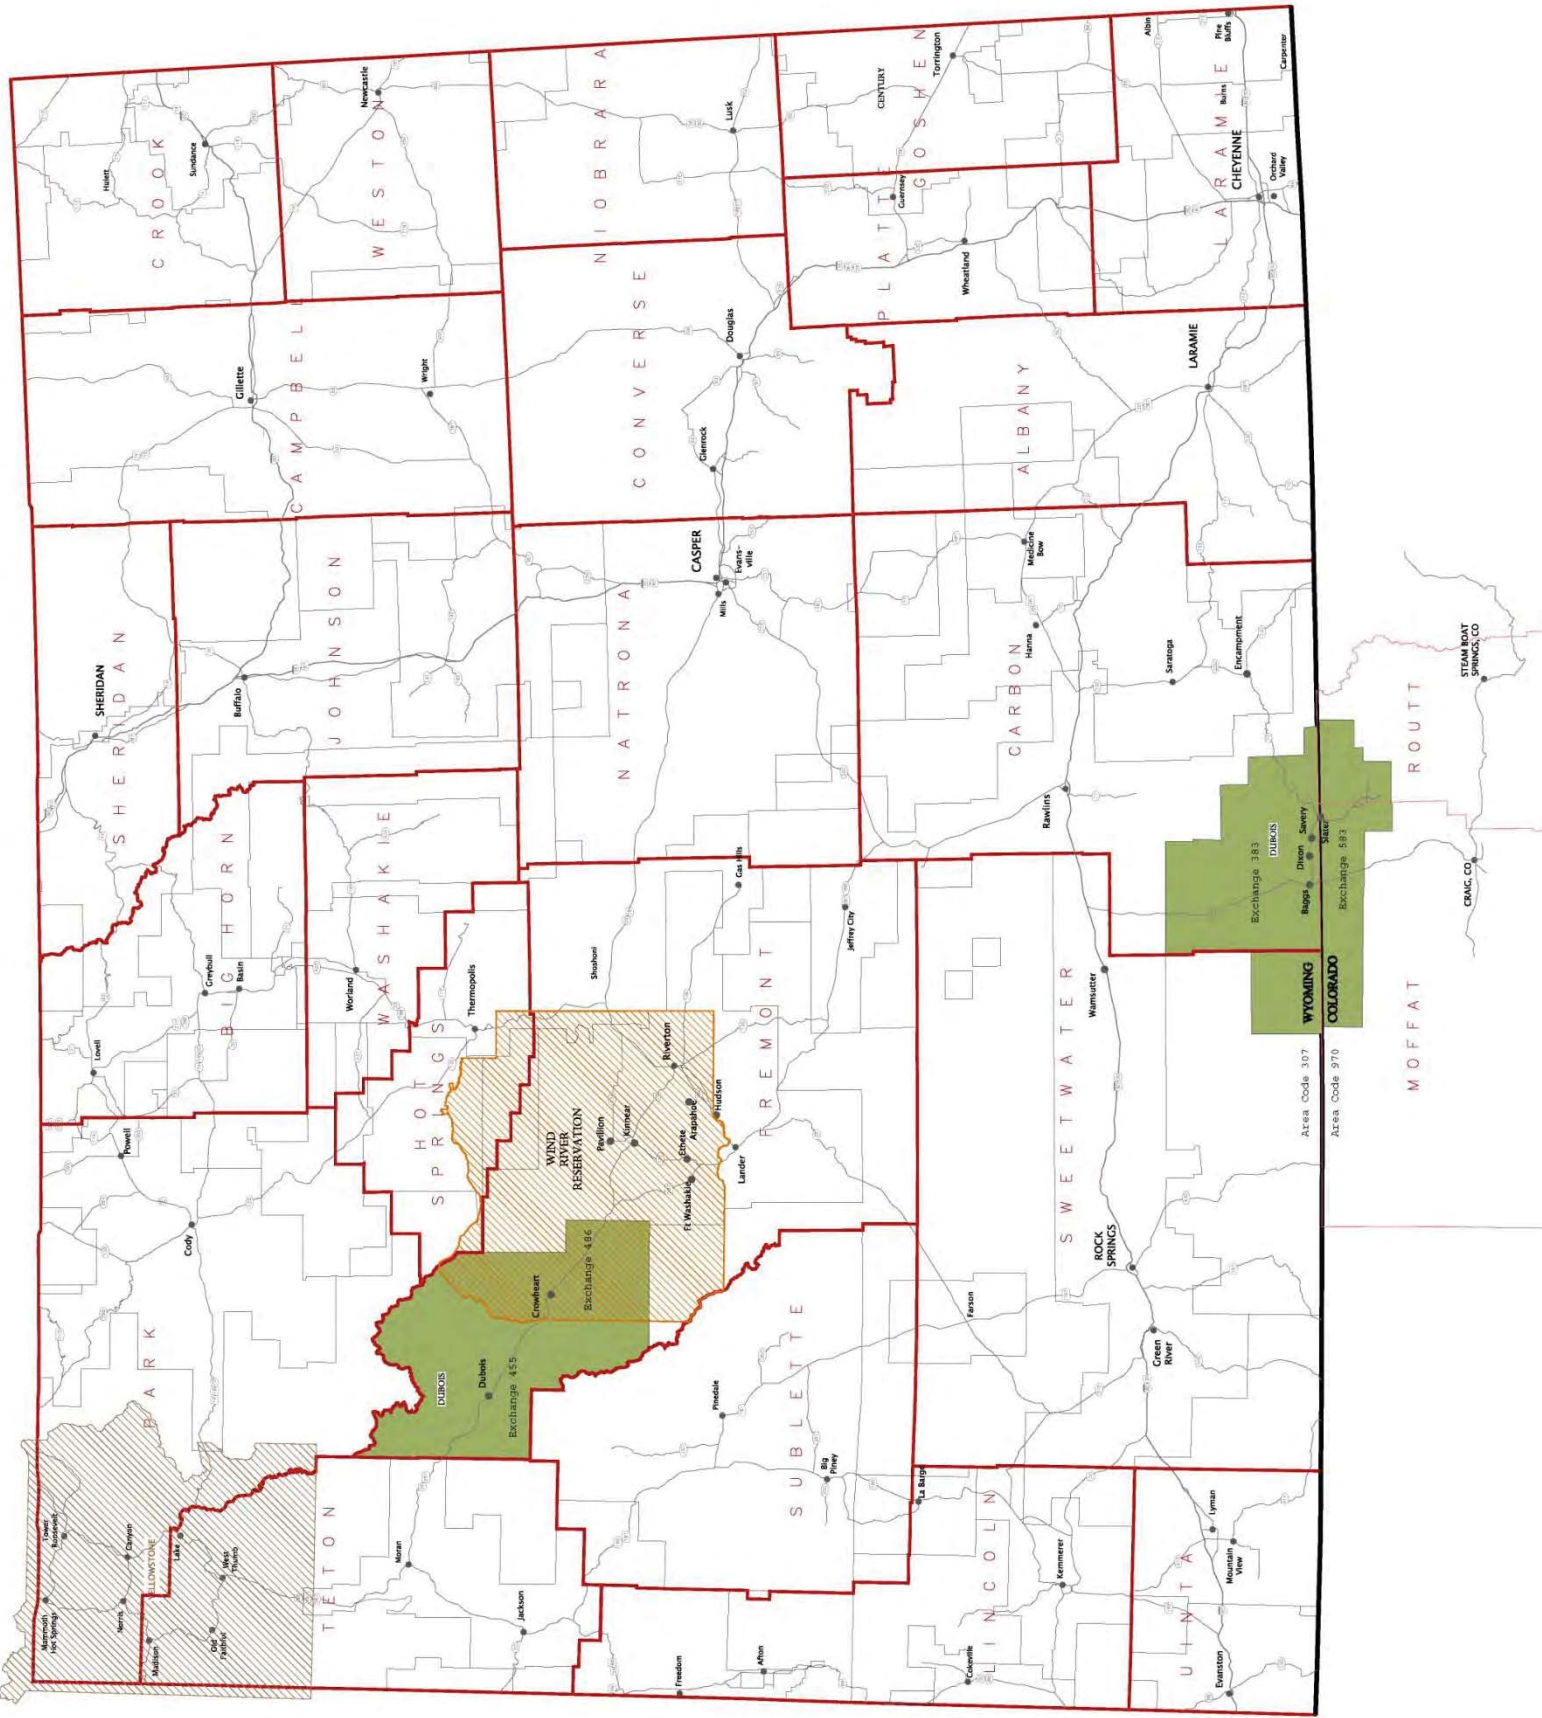 CROOK
Hulett
Sundance
WESTON
Newcastle
NIOBRARA
Lusk
CENTURY
GOSHEN
Torrington
Albin
Pine
Bluffs
Burns
Carpenter
CHEYENNE
Orchard
Valley
LARAMIE
PLATTE
Guernsey
Wheatland
CAMPBELL
Gillette
Wright
CONVERSE
Douglas
Glenrock
ALBANY
LARAMIE
SHERIDAN
SHERIDAN
Buffalo
JOHNSON
NATRONA
CASPER
Evans-
ville
Mills
CARBON
Medicine
Bow
Hanna
Saratoga
Encampment
Rawlins
BIG HORN
Lovell
Greybull
Basin
WASHAKIE
Worland
HOT
SPRINGS
Thermopolis
Shoshoni
Gas Hills
Jeffrey City
FREMONT
WIND
RIVER
RESERVATION
Riverton
Pavilion
Kinnear
Arapahoe
Ethete
Ft Washakie
Hudson
Lander
PARK
Powell
Cody
YELLOWSTONE
Tower
Roosevelt
Mammoth
Hot Springs
Canyon
Norris
Madison
Lake
West
Thumb
Old
Faithful
TETON
Moran
Jackson
DUBOIS
Dubois
Exchange 455
Crowheart
Exchange 486
SUBLETTE
Pinedale
Big
Piney
La Barge
LINCOLN
Freedom
Afton
Cokeville
Kemmerer
UINTA
Evanston
Lyman
Mountain
View
SWEETWATER
Farson
ROCK
SPRINGS
Green
River
Wamsutter
DUBOIS
Exchange 383
Baggs
Dixon
Savery
Slater
Exchange 583
WYOMING
COLORADO
Area Code 307
Area Code 970
MOFFAT
ROUTT
CRAIG, CO
STEAM BOAT
SPRINGS, CO